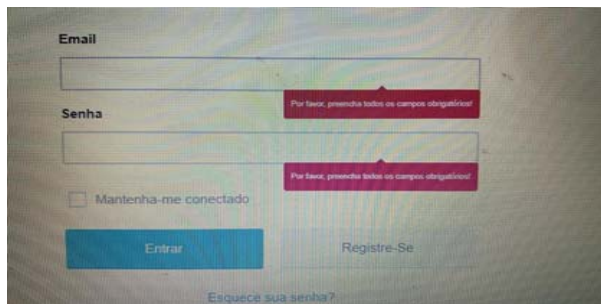 Email
Por favor, preencha todos os campos obrigatórios!
Senha
Por favor, preencha todos os campos obrigatórios!
Mantenha-me conectado
Entrar Registre-Se
Esquece sua senha?